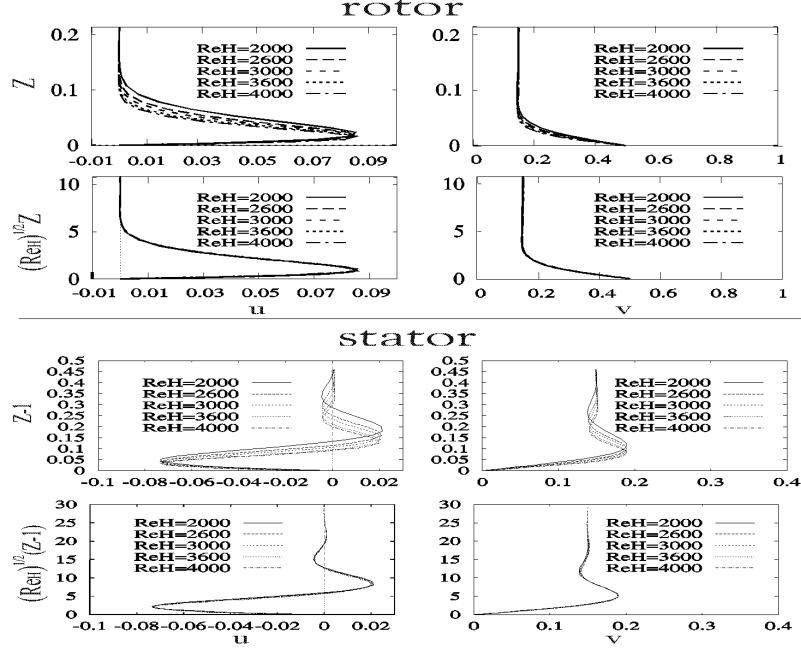 rotor
Z
0.2
0.1
0
ReH=2000
ReH=2600
ReH=3000
ReH=3600
ReH=4000
-0.01 0.01 0.03 0.05 0.07 0.09
ReH=2000
ReH=2600
ReH=3000
ReH=3600
ReH=4000
0.2
0.1
0
0 0.2 0.4 0.6 0.8 1
(ReH)^1/2 Z
10
5
0
ReH=2000
ReH=2600
ReH=3000
ReH=3600
ReH=4000
-0.01 0.01 0.03 0.05 0.07 0.09
u
10
5
0
ReH=2000
ReH=2600
ReH=3000
ReH=3600
ReH=4000
0 0.2 0.4 0.6 0.8 1
v
stator
Z-1
0.5
0.45
0.4
0.35
0.3
0.25
0.2
0.15
0.1
0.05
0
ReH=2000
ReH=2600
ReH=3000
ReH=3600
ReH=4000
-0.1 -0.08 -0.06 -0.04 -0.02 0 0.02
0.5
0.45
0.4
0.35
0.3
0.25
0.2
0.15
0.1
0.05
0
ReH=2000
ReH=2600
ReH=3000
ReH=3600
ReH=4000
0 0.1 0.2 0.3 0.4
(ReH)^1/2 (Z-1)
30
25
20
15
10
5
0
ReH=2000
ReH=2600
ReH=3000
ReH=3600
ReH=4000
-0.1 -0.08 -0.06 -0.04 -0.02 0 0.02
u
30
25
20
15
10
5
0
ReH=2000
ReH=2600
ReH=3000
ReH=3600
ReH=4000
0 0.1 0.2 0.3 0.4
v